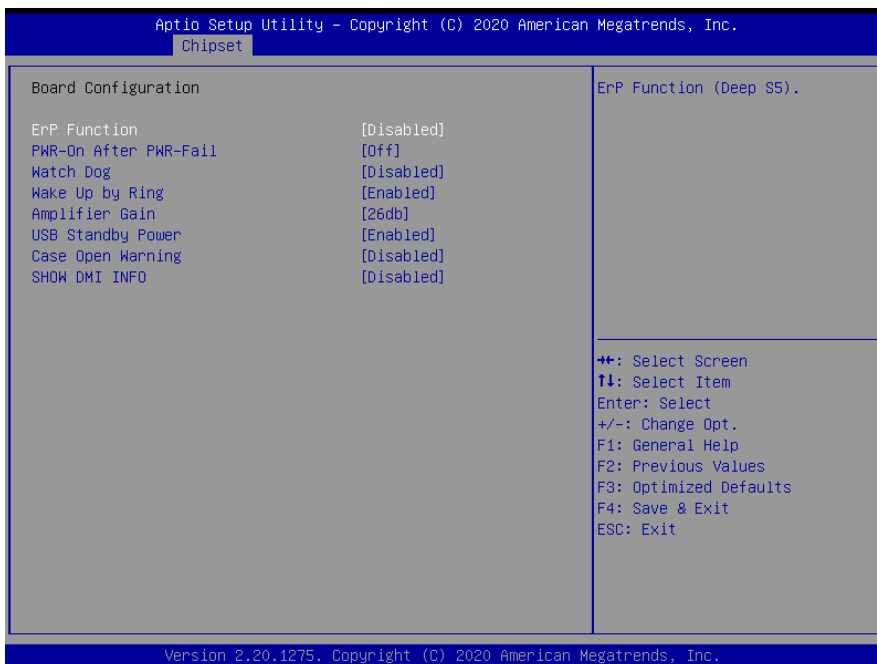 Aptio Setup Utility – Copyright (C) 2020 American Megatrends, Inc.
Chipset
Board Configuration
ErP Function [Disabled]
PWR-On After PWR-Fail [Off]
Watch Dog [Disabled]
Wake Up by Ring [Enabled]
Amplifier Gain [26db]
USB Standby Power [Enabled]
Case Open Warning [Disabled]
SHOW DMI INFO [Disabled]
ErP Function (Deep S5).
→←: Select Screen
↑↓: Select Item
Enter: Select
+/-: Change Opt.
F1: General Help
F2: Previous Values
F3: Optimized Defaults
F4: Save & Exit
ESC: Exit
Version 2.20.1275. Copyright (C) 2020 American Megatrends, Inc.